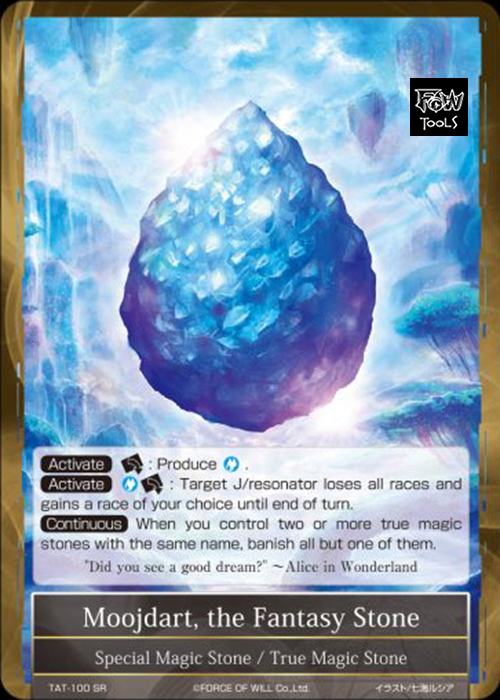 FOW
TOOLS
Activate : Produce .
Activate : Target J/resonator loses all races and
gains a race of your choice until end of turn.
Continuous When you control two or more true magic
stones with the same name, banish all but one of them.
"Did you see a good dream?" ~Alice in Wonderland
Moojdart, the Fantasy Stone
Special Magic Stone / True Magic Stone
TAT-100 SR ©FORCE OF WILL Co.,Ltd. イラスト/七海ルシア